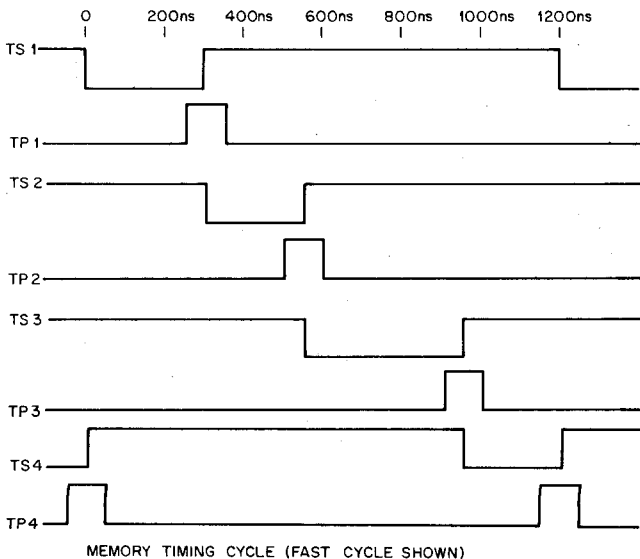 0 200ns 400ns 600ns 800ns 1000ns 1200ns
TS 1
TP 1
TS 2
TP 2
TS 3
TP 3
TS4
TP4
MEMORY TIMING CYCLE (FAST CYCLE SHOWN)